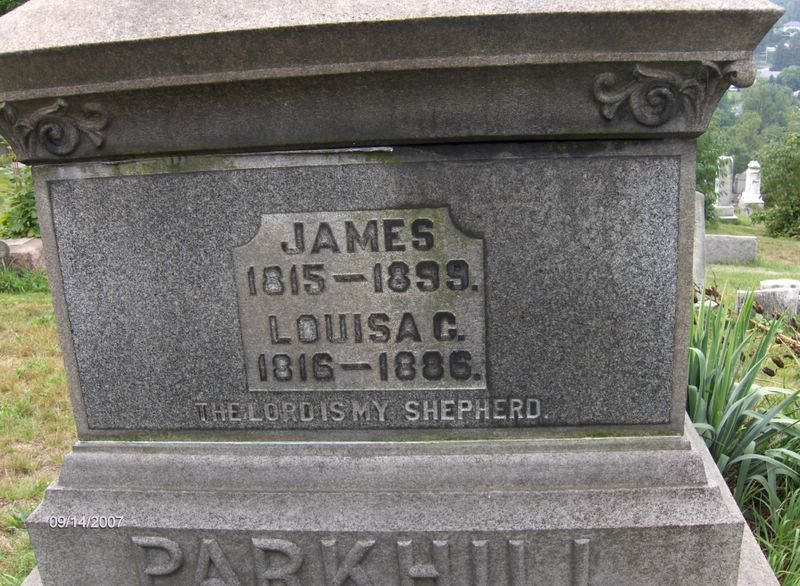 JAMES
1815—1899.
LOUISA C.
1816—1886.
THE LORD IS MY SHEPHERD.
09/14/2007
PARKHILL